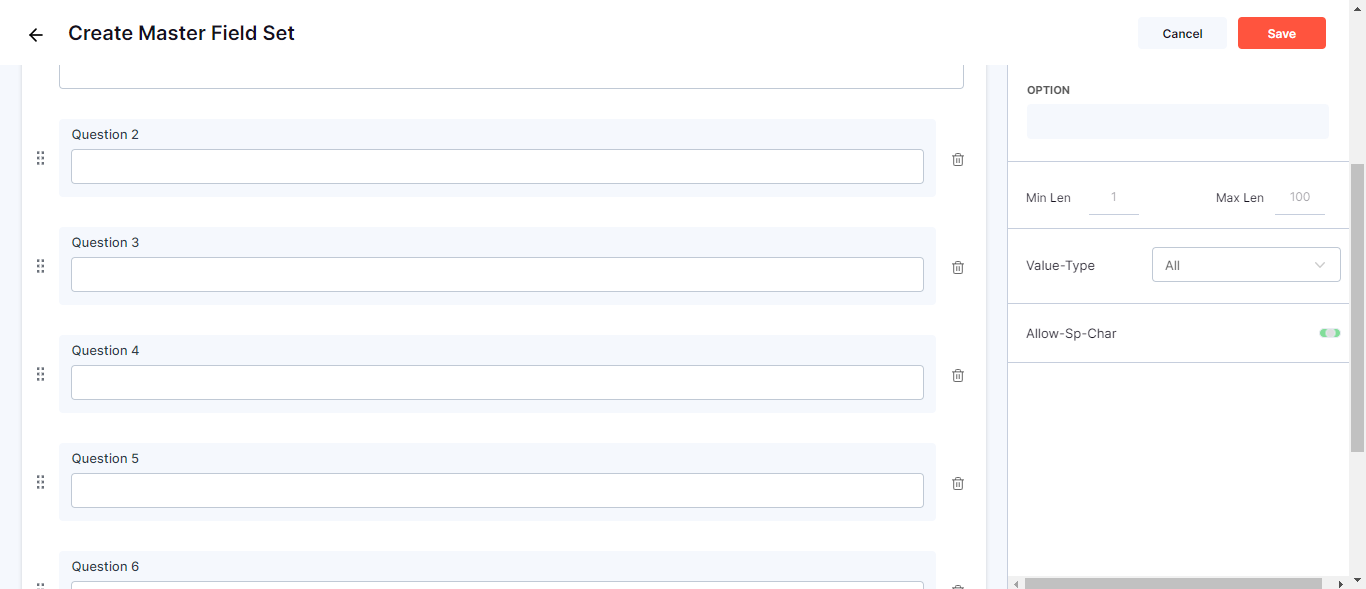 Create Master Field Set
Cancel
Save
Question 2
Question 3
Question 4
Question 5
Question 6
OPTION
Min Len 1 Max Len 100
Value-Type All
Allow-Sp-Char